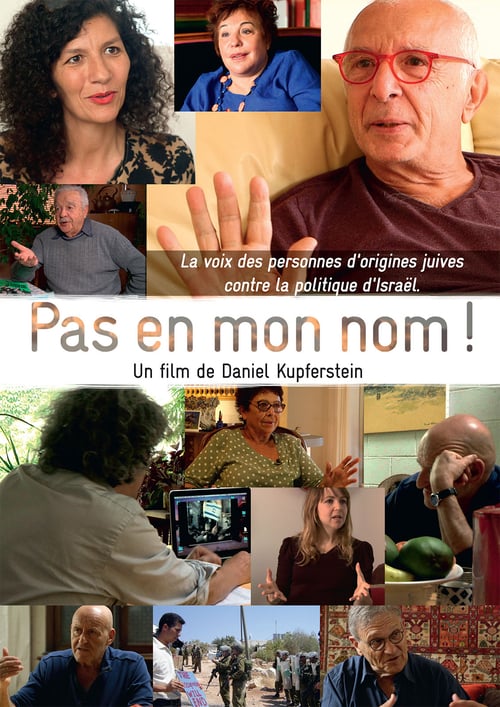 La voix des personnes d'origines juives
contre la politique d'Israël.
Pas en mon nom !
Un film de Daniel Kupferstein